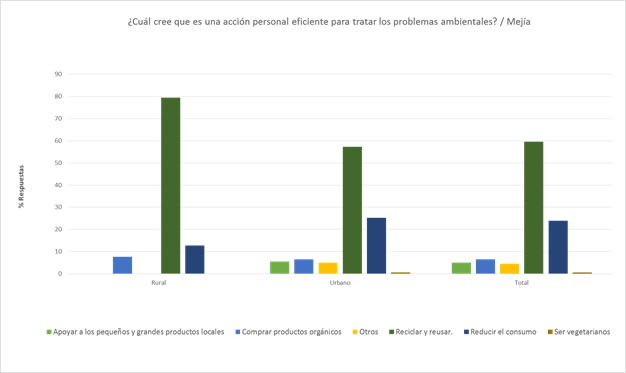 ¿Cuál cree que es una acción personal eficiente para tratar los problemas ambientales? / Mejía
% Respuestas
90
80
70
60
50
40
30
20
10
0
Rural Urbano Total
Apoyar a los pequeños y grandes productos locales Comprar productos orgánicos Otros Reciclar y reusar. Reducir el consumo Ser vegetarianos